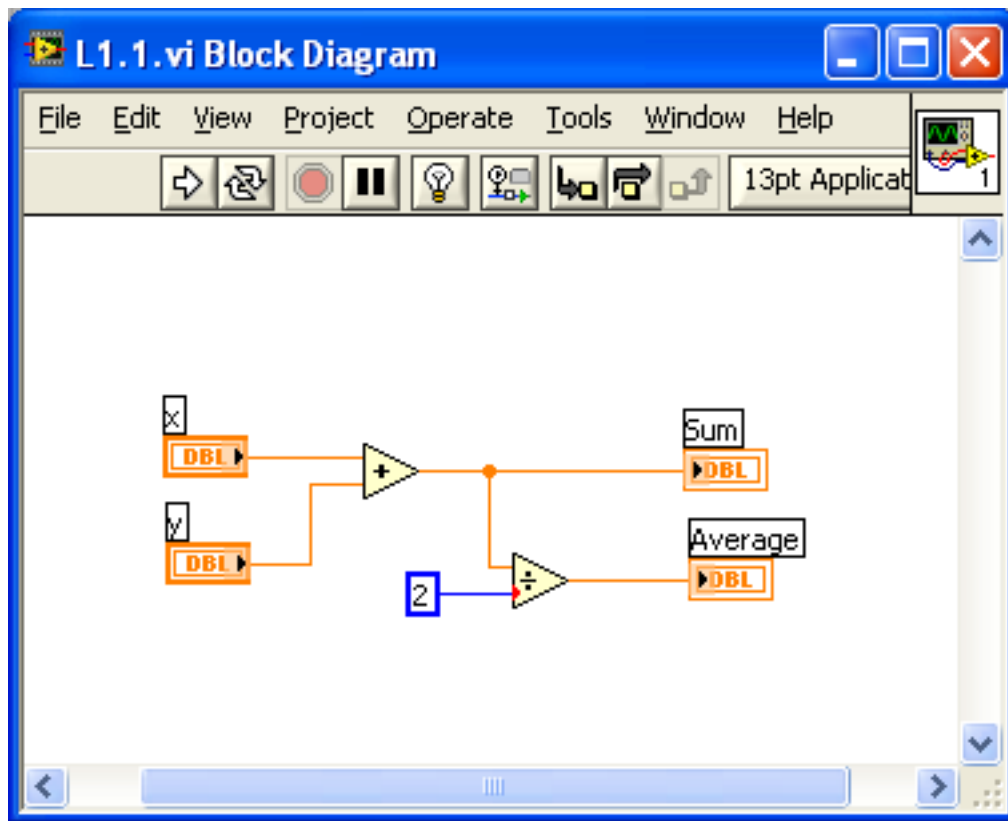 L1.1.vi Block Diagram
File Edit View Project Operate Tools Window Help
13pt Applicat
1
x
DBL
Sum
DBL
+
y
DBL
Average
DBL
÷
2